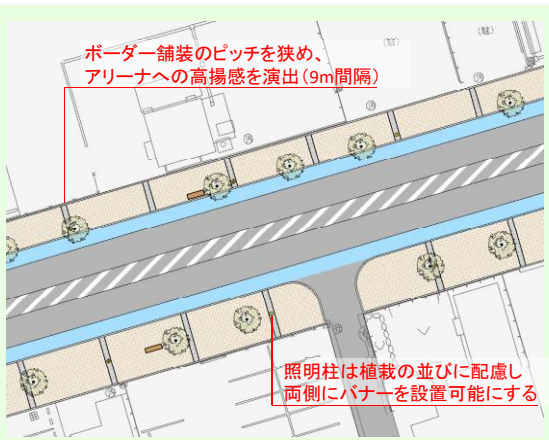 ボーダー舗装のピッチを狭め、
アリーナへの高揚感を演出（9m間隔）
照明柱は植栽の並びに配慮し
両側にバナーを設置可能にする